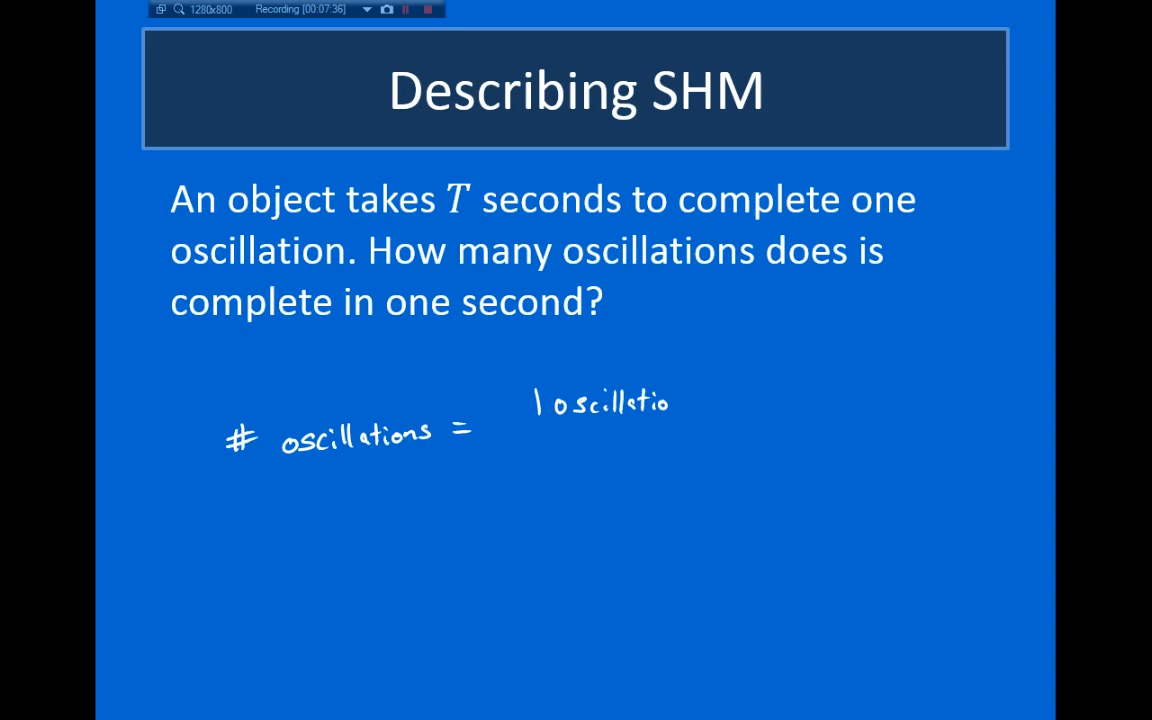 1280x800 Recording [00:07:36]
Describing SHM
An object takes T seconds to complete one
oscillation. How many oscillations does is
complete in one second?
1 oscillatio
# oscillations =